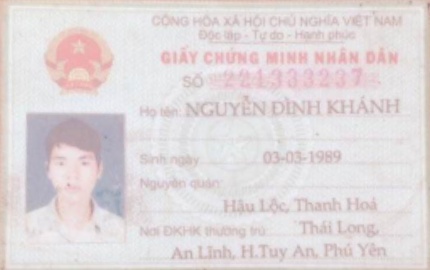 CỘNG HÒA XÃ HỘI CHỦ NGHĨA VIỆT NAM
Độc lập - Tự do - Hạnh phúc
GIẤY CHỨNG MINH NHÂN DÂN
SỐ 221333237
Họ tên: NGUYỄN ĐÌNH KHÁNH
Sinh ngày 03-03-1989
Nguyên quán:
Hậu Lộc, Thanh Hoá
Nơi ĐKHK thường trú Thái Long,
An Lĩnh, H.Tuy An, Phú Yên